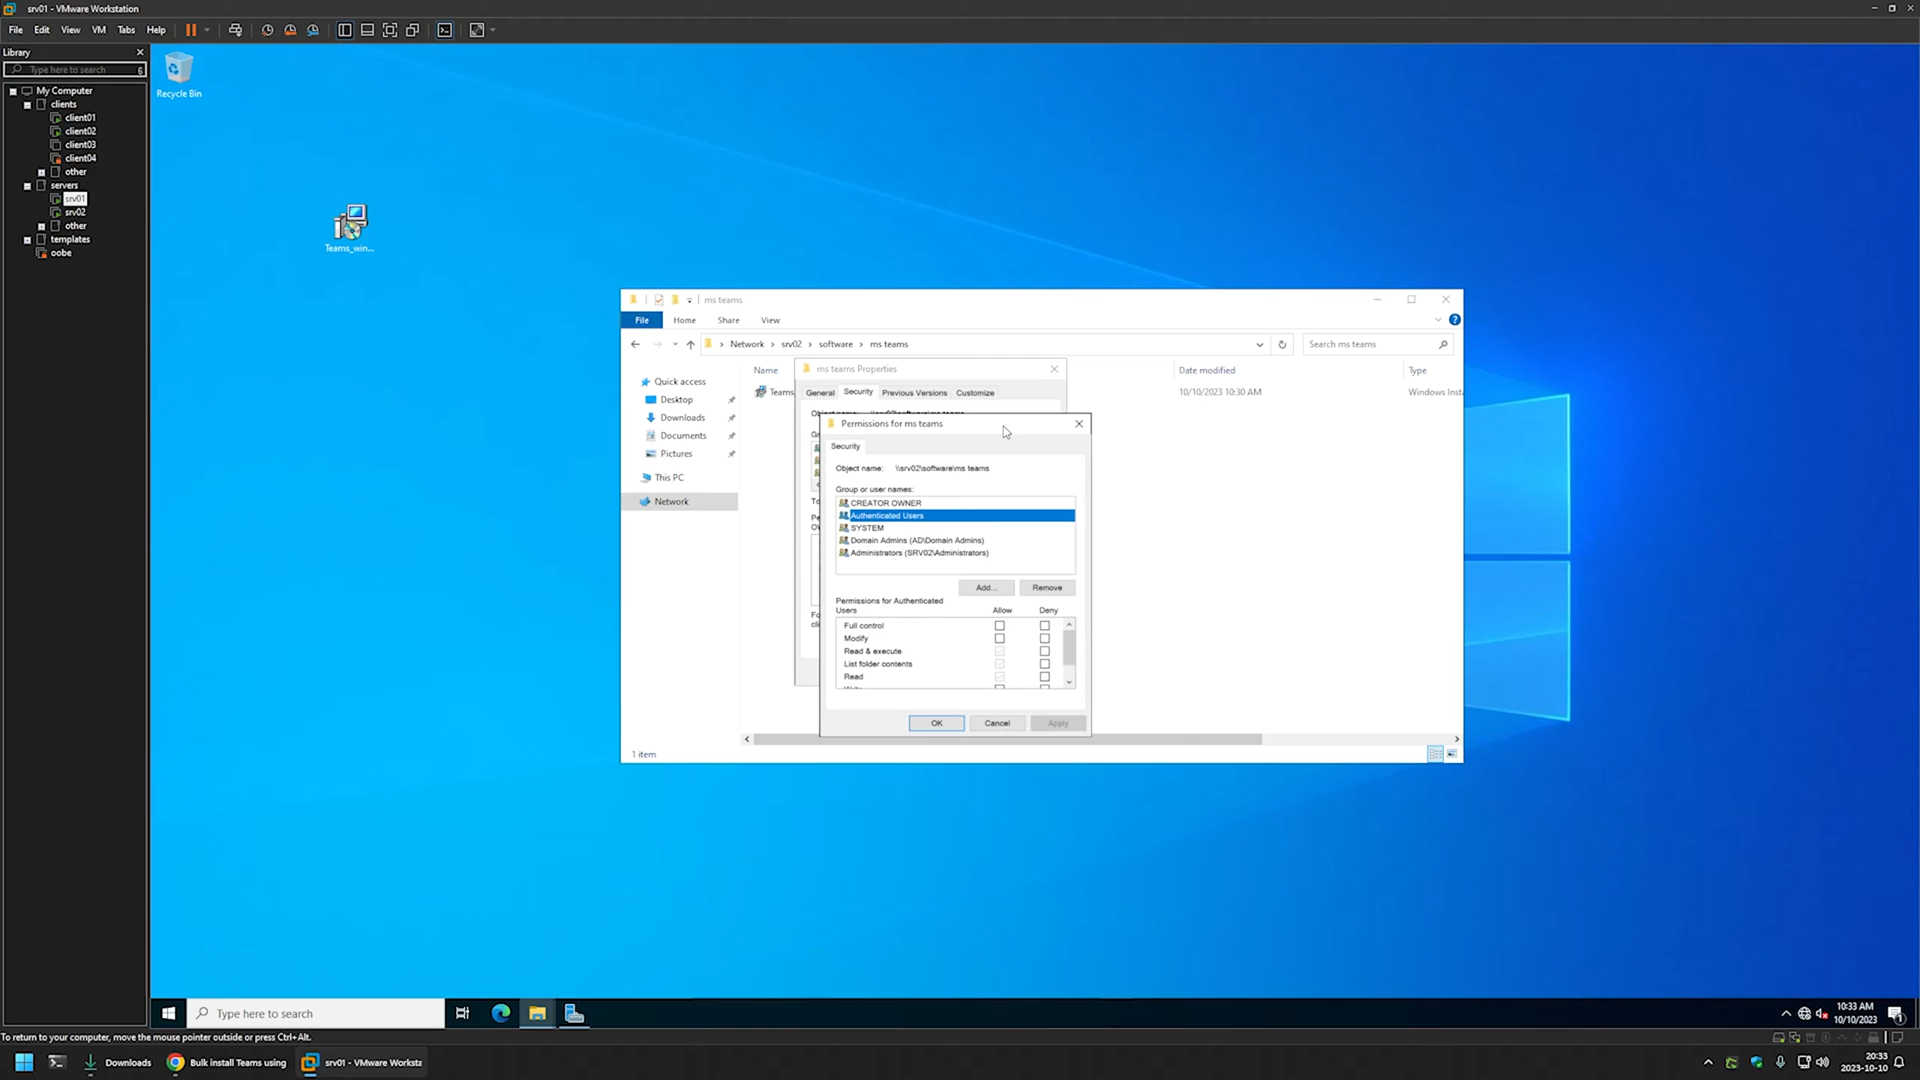 srv01 - VMware Workstation
File Edit View VM Tabs Help
Library
Type here to search
My Computer
clients
client01
client02
client03
client04
other
servers
srv01
srv02
other
templates
oobe
Recycle Bin
Teams_win...
ms teams
File Home Share View
Network srv02 software ms teams
Search ms teams
Quick access
Desktop
Downloads
Documents
Pictures
This PC
Network
Name
Date modified
Type
Teams
10/10/2023 10:30 AM
Windows Inst
ms teams Properties
General Security Previous Versions Customize
Permissions for ms teams
Security
Object name: \\srv02\software\ms teams
Group or user names:
CREATOR OWNER
Authenticated Users
SYSTEM
Domain Admins (AD\Domain Admins)
Administrators (SRV02\Administrators)
Add...
Remove
Permissions for Authenticated
Users
Allow Deny
Full control
Modify
Read & execute
List folder contents
Read
OK
Cancel
Apply
1 item
Type here to search
10:33 AM
10/10/2023
To return to your computer, move the mouse pointer outside or press Ctrl+Alt.
Downloads
Bulk install Teams using
srv01 - VMware Workst
20:33
2023-10-10